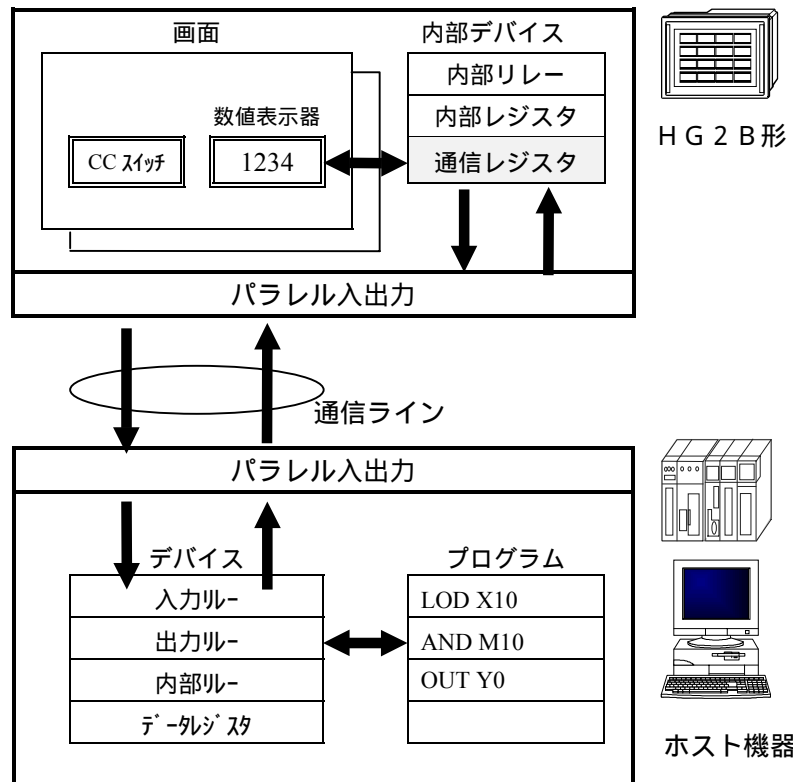 画面
内部デバイス
内部リレー
数値表示器
内部レジスタ
CC スイッチ
1234
通信レジスタ
HG2B形
パラレル入出力
通信ライン
パラレル入出力
デバイス
プログラム
入力リレー
LOD X10
出力リレー
AND M10
内部リレー
OUT Y0
データレジスタ
ホスト機器